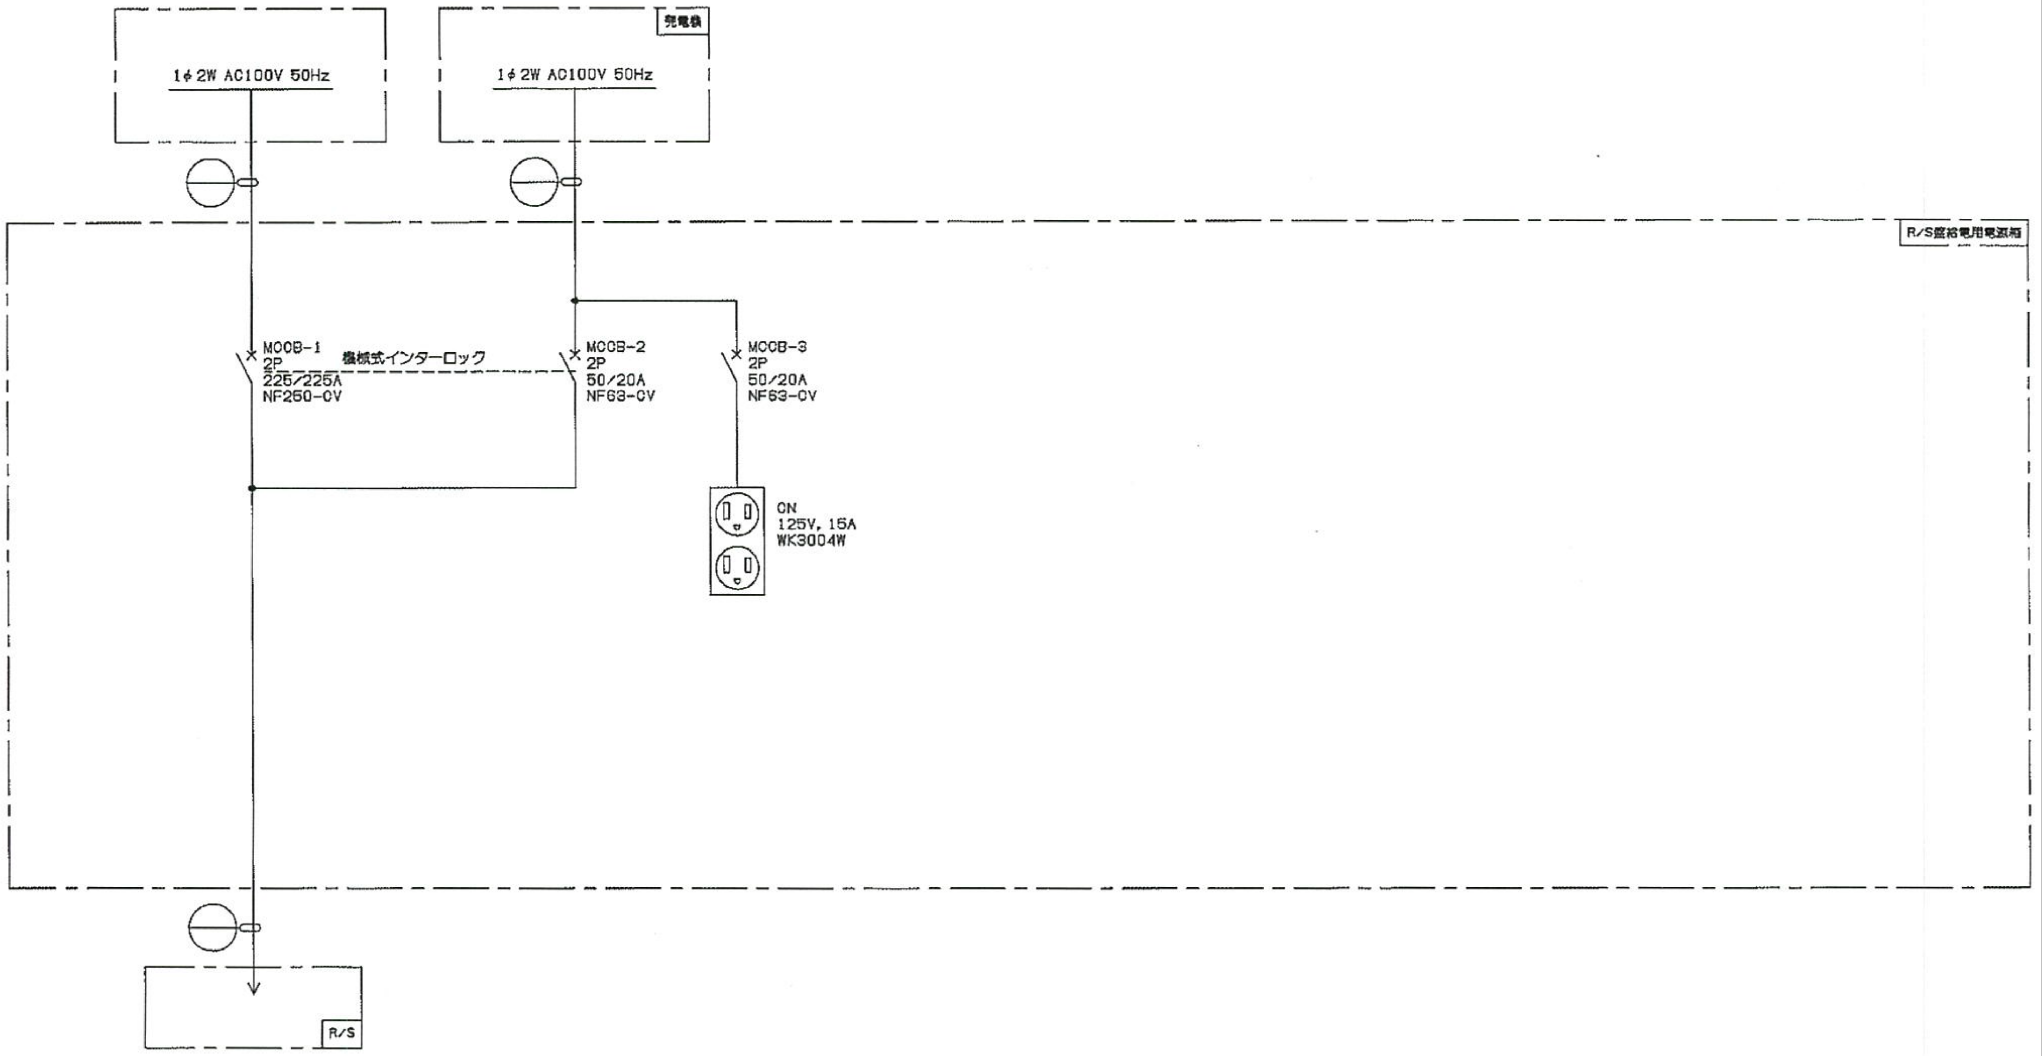 発電機
1φ2W AC100V 50Hz
1φ2W AC100V 50Hz
R/S盤給電用電源箱
MCCB-1
2P
225/225A
NF250-CV
機械式インターロック
MCCB-2
2P
50/20A
NF63-CV
MCCB-3
2P
50/20A
NF63-CV
CN
125V, 15A
WK3004W
R/S